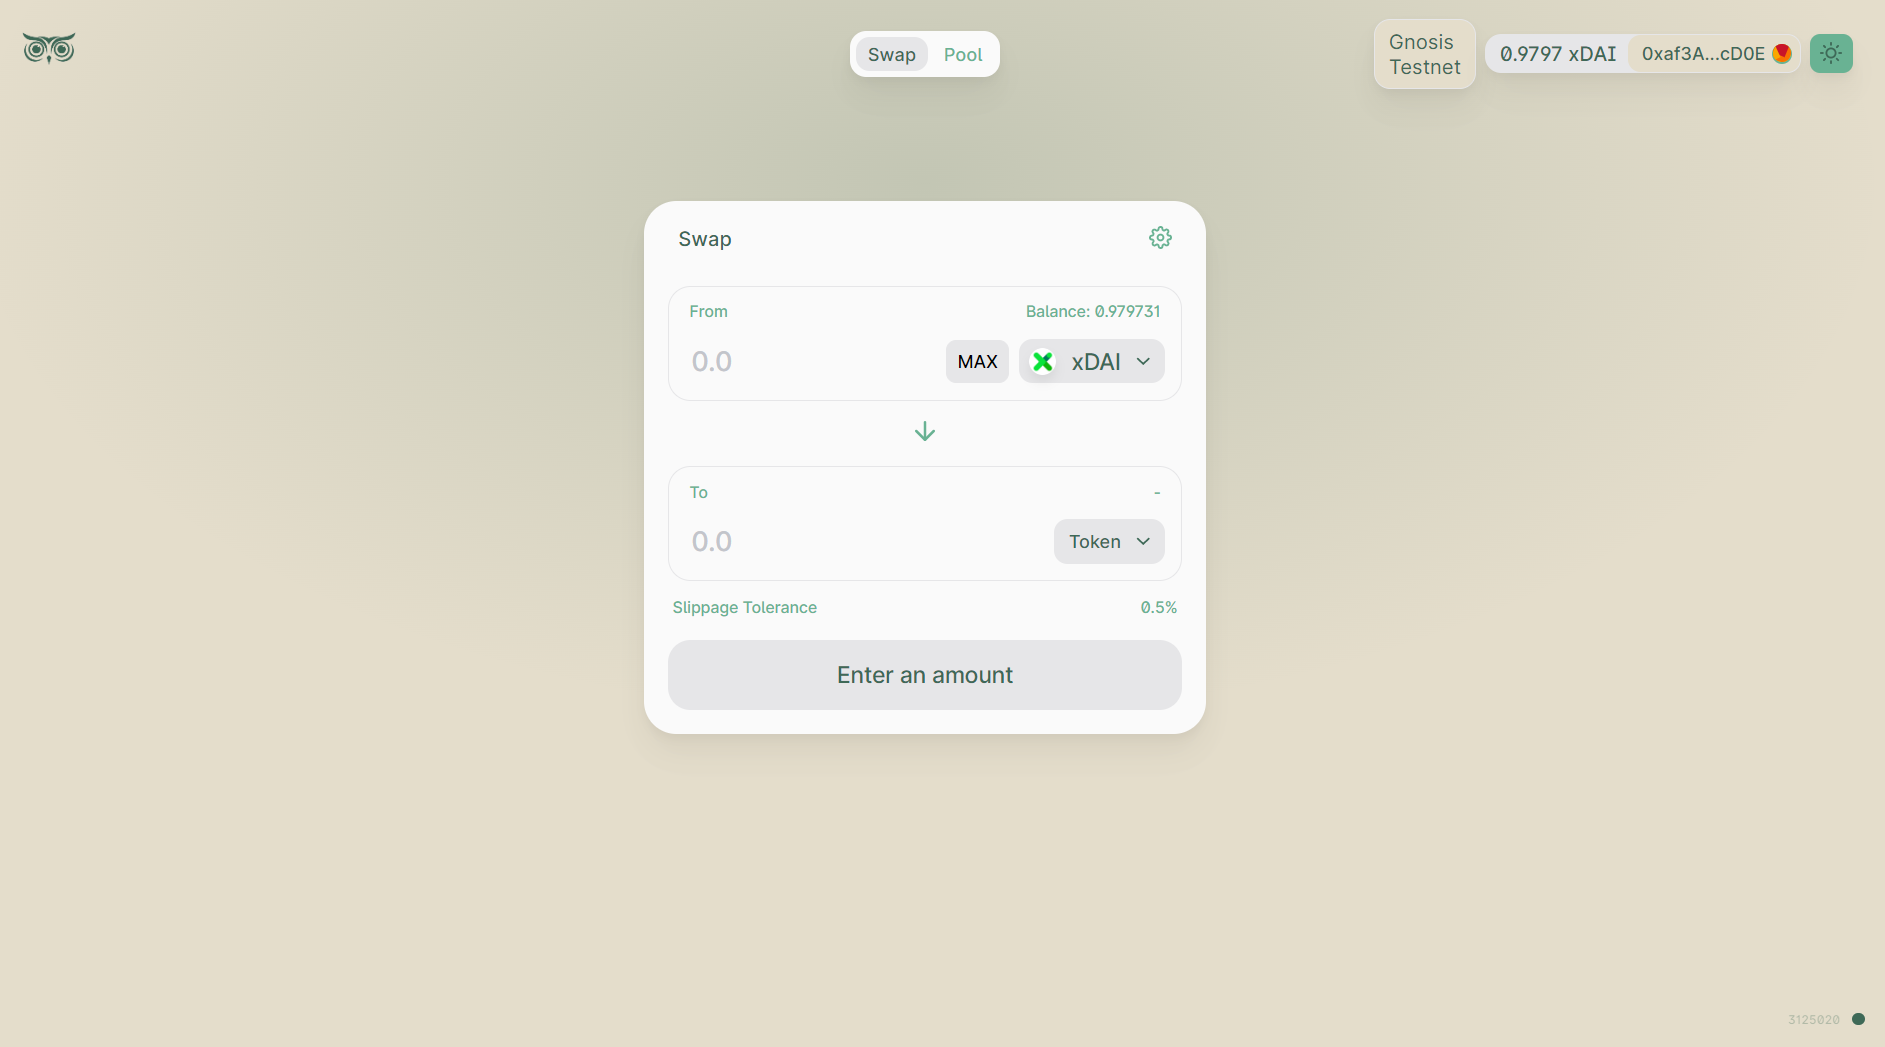 Swap
Pool
Gnosis
Testnet
0.9797 xDAI
0xaf3A...cD0E
Swap
From
Balance: 0.979731
0.0
MAX
xDAI
To
-
0.0
Token
Slippage Tolerance
0.5%
Enter an amount
3125020